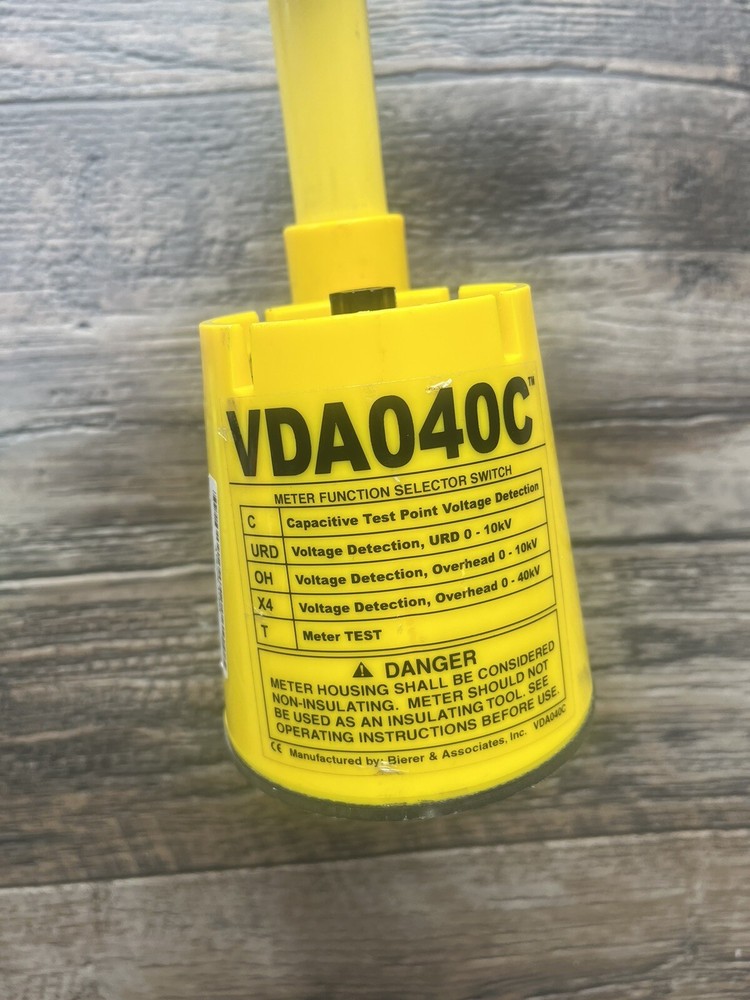 VDA040C™
METER FUNCTION SELECTOR SWITCH
C Capacitive Test Point Voltage Detection
URD Voltage Detection, URD 0 - 10kV
OH Voltage Detection, Overhead 0 - 10kV
X4 Voltage Detection, Overhead 0 - 40kV
T Meter TEST
⚠ DANGER
METER HOUSING SHALL BE CONSIDERED
NON-INSULATING. METER SHOULD NOT
BE USED AS AN INSULATING TOOL. SEE
OPERATING INSTRUCTIONS BEFORE USE.
CE Manufactured by: Bierer & Associates, Inc. VDA040C